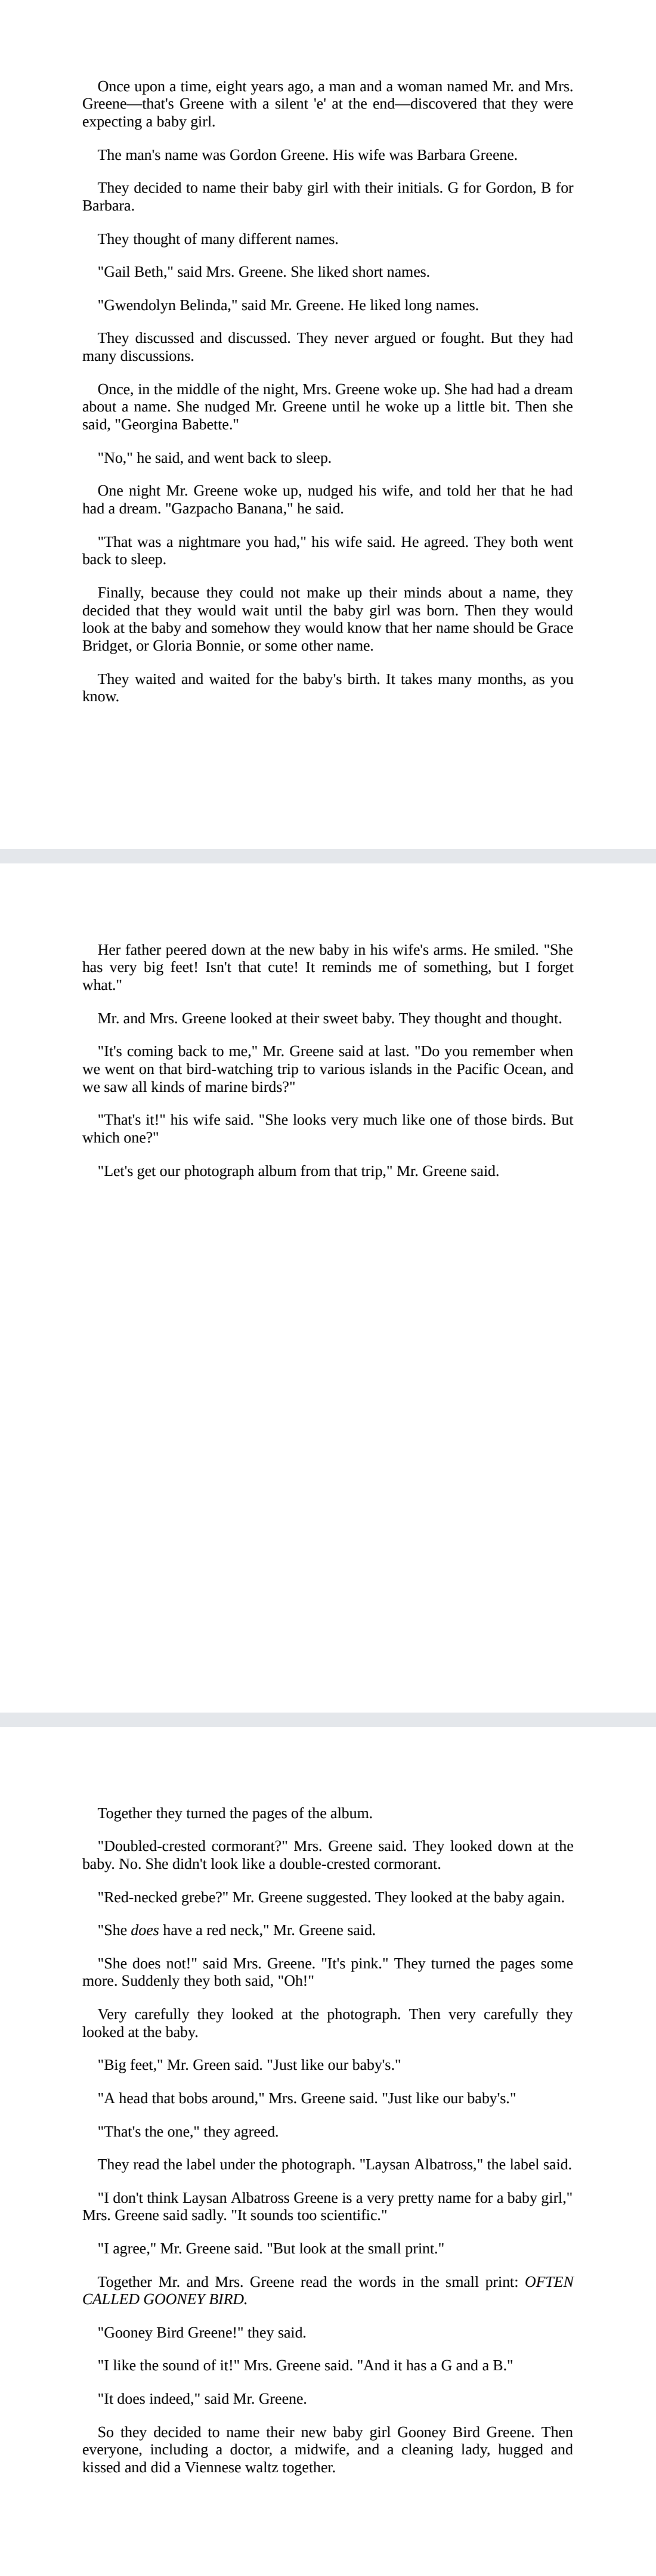 Once upon a time, eight years ago, a man and a woman named Mr. and Mrs.
Greene—that's Greene with a silent 'e' at the end—discovered that they were
expecting a baby girl.
The man's name was Gordon Greene. His wife was Barbara Greene.
They decided to name their baby girl with their initials. G for Gordon, B for
Barbara.
They thought of many different names.
"Gail Beth," said Mrs. Greene. She liked short names.
"Gwendolyn Belinda," said Mr. Greene. He liked long names.
They discussed and discussed. They never argued or fought. But they had
many discussions.
Once, in the middle of the night, Mrs. Greene woke up. She had had a dream
about a name. She nudged Mr. Greene until he woke up a little bit. Then she
said, "Georgina Babette."
"No," he said, and went back to sleep.
One night Mr. Greene woke up, nudged his wife, and told her that he had
had a dream. "Gazpacho Banana," he said.
"That was a nightmare you had," his wife said. He agreed. They both went
back to sleep.
Finally, because they could not make up their minds about a name, they
decided that they would wait until the baby girl was born. Then they would
look at the baby and somehow they would know that her name should be Grace
Bridget, or Gloria Bonnie, or some other name.
They waited and waited for the baby's birth. It takes many months, as you
know.
Her father peered down at the new baby in his wife's arms. He smiled. "She
has very big feet! Isn't that cute! It reminds me of something, but I forget
what."
Mr. and Mrs. Greene looked at their sweet baby. They thought and thought.
"It's coming back to me," Mr. Greene said at last. "Do you remember when
we went on that bird-watching trip to various islands in the Pacific Ocean, and
we saw all kinds of marine birds?"
"That's it!" his wife said. "She looks very much like one of those birds. But
which one?"
"Let's get our photograph album from that trip," Mr. Greene said.
Together they turned the pages of the album.
"Doubled-crested cormorant?" Mrs. Greene said. They looked down at the
baby. No. She didn't look like a double-crested cormorant.
"Red-necked grebe?" Mr. Greene suggested. They looked at the baby again.
"She does have a red neck," Mr. Greene said.
"She does not!" said Mrs. Greene. "It's pink." They turned the pages some
more. Suddenly they both said, "Oh!"
Very carefully they looked at the photograph. Then very carefully they
looked at the baby.
"Big feet," Mr. Green said. "Just like our baby's."
"A head that bobs around," Mrs. Greene said. "Just like our baby's."
"That's the one," they agreed.
They read the label under the photograph. "Laysan Albatross," the label said.
"I don't think Laysan Albatross Greene is a very pretty name for a baby girl,"
Mrs. Greene said sadly. "It sounds too scientific."
"I agree," Mr. Greene said. "But look at the small print."
Together Mr. and Mrs. Greene read the words in the small print: OFTEN
CALLED GOONEY BIRD.
"Gooney Bird Greene!" they said.
"I like the sound of it!" Mrs. Greene said. "And it has a G and a B."
"It does indeed," said Mr. Greene.
So they decided to name their new baby girl Gooney Bird Greene. Then
everyone, including a doctor, a midwife, and a cleaning lady, hugged and
kissed and did a Viennese waltz together.